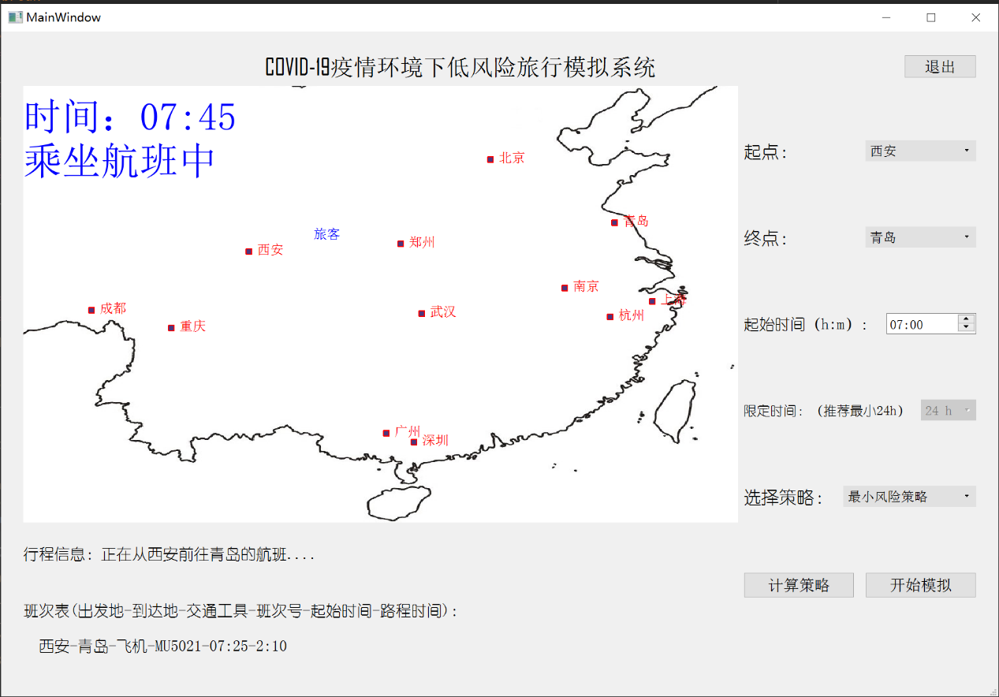 MainWindow
COVID-19疫情环境下低风险旅行模拟系统
退出
时间：07:45
乘坐航班中
北京
青岛
旅客
郑州
西安
南京
上海
成都
武汉
杭州
重庆
广州
深圳
起点：
西安
终点：
青岛
起始时间（h:m）：
07:00
限定时间：（推荐最小24h）
24 h
选择策略：
最小风险策略
计算策略
开始模拟
行程信息：正在从西安前往青岛的航班....
班次表(出发地-到达地-交通工具-班次号-起始时间-路程时间)：
西安-青岛-飞机-MU5021-07:25-2:10